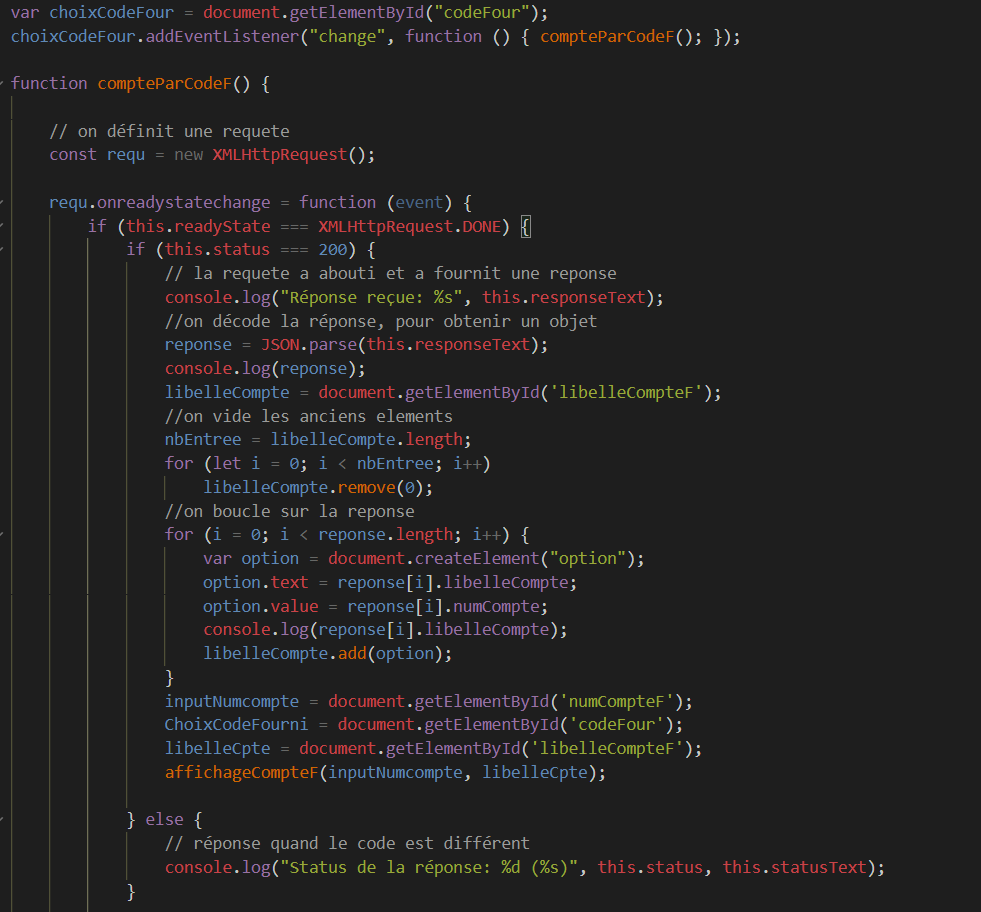 var choixCodeFour = document.getElementById("codeFour");
choixCodeFour.addEventListener("change", function () { compteParCodeF(); });
function compteParCodeF() {
// on définit une requete
const requ = new XMLHttpRequest();
requ.onreadystatechange = function (event) {
if (this.readyState === XMLHttpRequest.DONE) {
if (this.status === 200) {
// la requete a abouti et a fournit une reponse
console.log("Réponse reçue: %s", this.responseText);
//on décode la réponse, pour obtenir un objet
reponse = JSON.parse(this.responseText);
console.log(reponse);
libelleCompte = document.getElementById('libelleCompteF');
//on vide les anciens elements
nbEntree = libelleCompte.length;
for (let i = 0; i < nbEntree; i++)
libelleCompte.remove(0);
//on boucle sur la reponse
for (i = 0; i < reponse.length; i++) {
var option = document.createElement("option");
option.text = reponse[i].libelleCompte;
option.value = reponse[i].numCompte;
console.log(reponse[i].libelleCompte);
libelleCompte.add(option);
}
inputNumcompte = document.getElementById('numCompteF');
ChoixCodeFourni = document.getElementById('codeFour');
libelleCpte = document.getElementById('libelleCompteF');
affichageCompteF(inputNumcompte, libelleCpte);
} else {
// réponse quand le code est différent
console.log("Status de la réponse: %d (%s)", this.status, this.statusText);
}